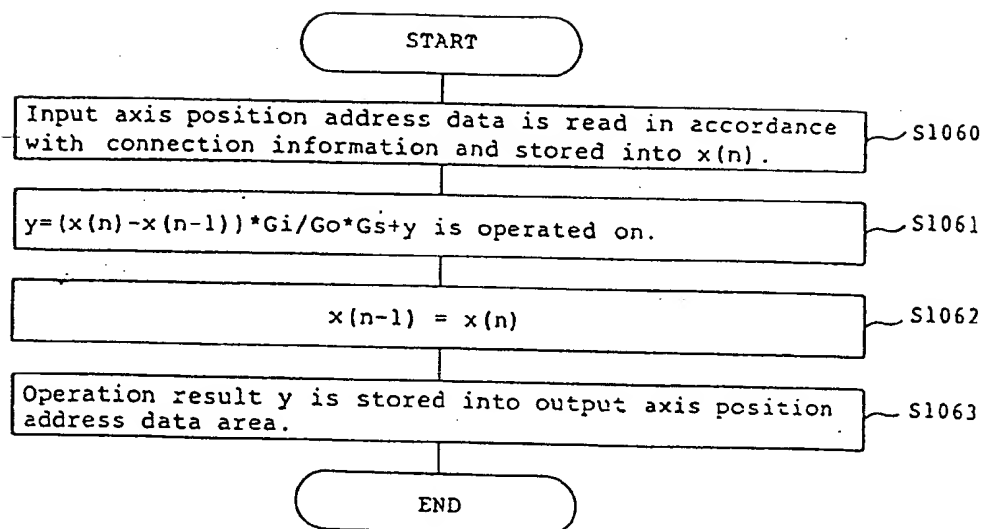 START
Input axis position address data is read in accordance
with connection information and stored into x(n).
S1060
y=(x(n)-x(n-1))*Gi/Go*Gs+y is operated on.
S1061
x(n-1) = x(n)
S1062
Operation result y is stored into output axis position
address data area.
S1063
END